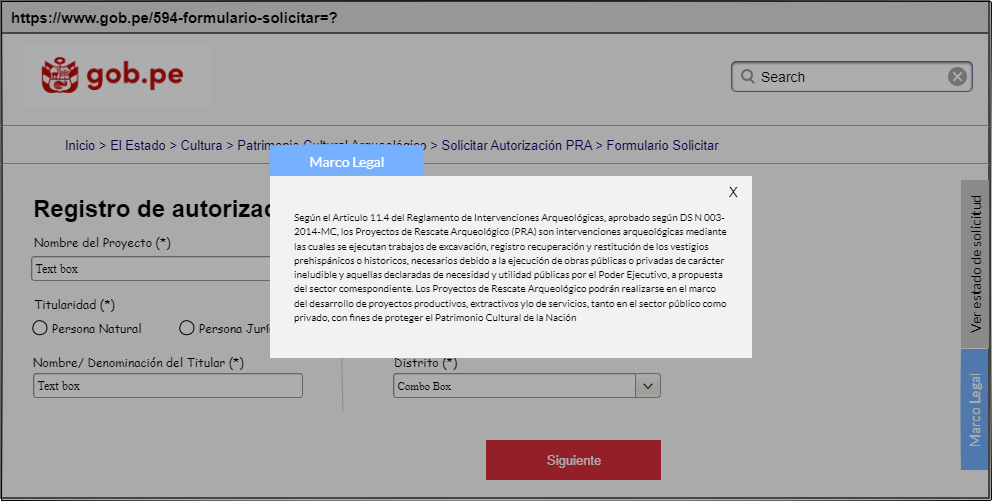 https://www.gob.pe/594-formulario-solicitar=?
gob.pe
Search
Inicio > El Estado > Cultura > Patrimonio Cultural Arqueológico > Solicitar Autorización PRA > Formulario Solicitar
Marco Legal
X
Según el Articulo 11.4 del Reglamento de Intervenciones Arqueológicas, aprobado según DS N 003-
2014-MC, los Proyectos de Rescate Arqueológico (PRA) son intervenciones arqueológicas mediante
las cuales se ejecutan trabajos de excavación, registro recuperación y restitución de los vestigios
prehispánicos o historicos, necesarios debido a la ejecución de obras públicas o privadas de carácter
ineludible y aquellas declaradas de necesidad y utilidad públicas por el Poder Ejecutivo, a propuesta
del sector correspondiente. Los Proyectos de Rescate Arqueológico podrán realizarse en el marco
del desarrollo de proyectos productivos, extractivos ylo de servicios, tanto en el sector público como
privado, con fines de proteger el Patrimonio Cultural de la Nación
Registro de autorizac
Nombre del Proyecto (*)
Text box
Titularidad (*)
Persona Natural
Persona Jurí
Nombre/ Denominación del Titular (*)
Text box
Distrito (*)
Combo Box
Siguiente
Ver estado de solicitud
Marco Legal